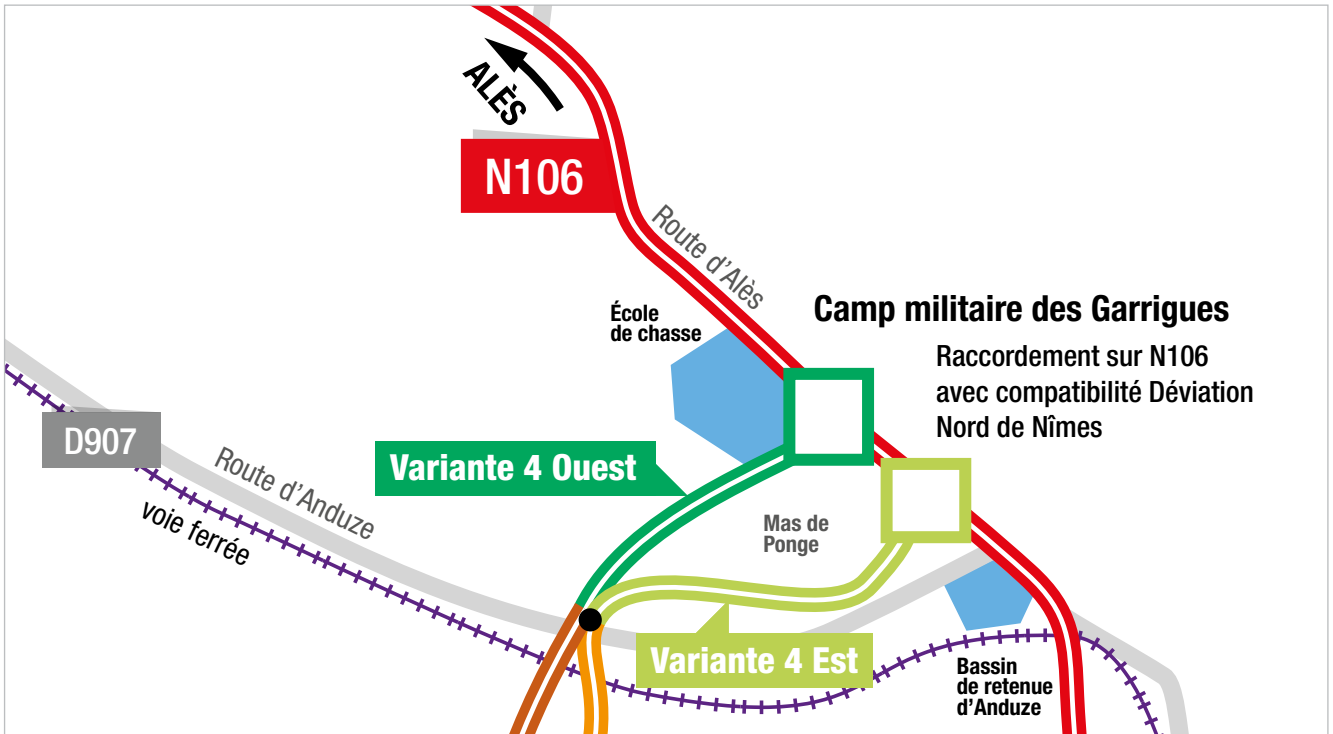 ALÈS
N106
Route d'Alès
École
de chasse
Camp militaire des Garrigues
Raccordement sur N106
avec compatibilité Déviation
Nord de Nîmes
D907
Route d'Anduze
voie ferrée
Variante 4 Ouest
Mas de
Ponge
Variante 4 Est
Bassin
de retenue
d'Anduze